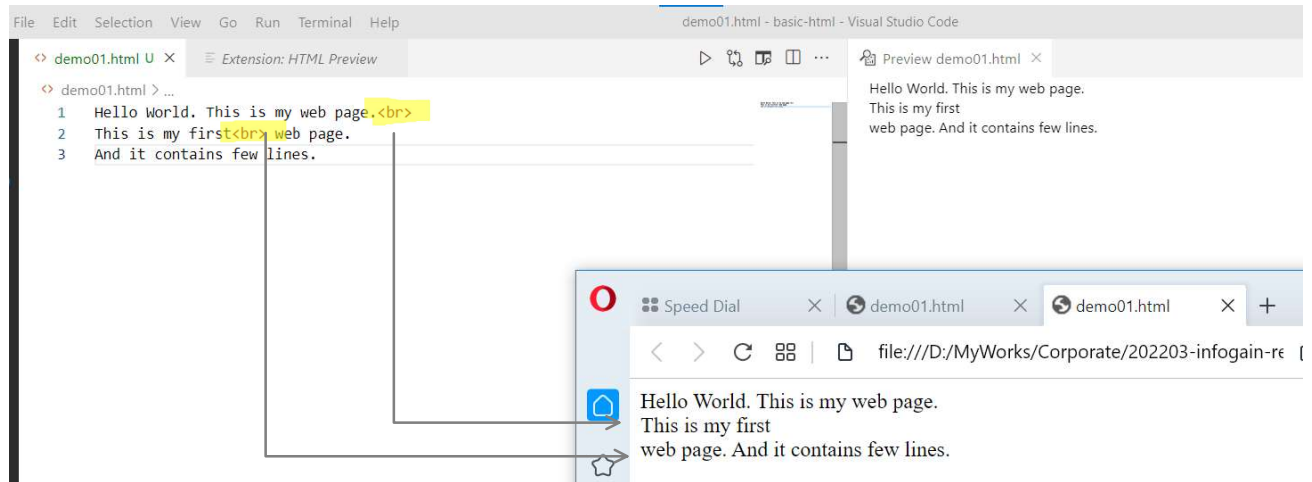 File Edit Selection View Go Run Terminal Help
demo01.html - basic-html - Visual Studio Code
demo01.html U
Extension: HTML Preview
Preview demo01.html
demo01.html > ...
1 Hello World. This is my web page.<br>
2 This is my first<br> web page.
3 And it contains few lines.
Hello World. This is my web page.
This is my first
web page. And it contains few lines.
Speed Dial
demo01.html
demo01.html
file:///D:/MyWorks/Corporate/202203-infogain-re
Hello World. This is my web page.
This is my first
web page. And it contains few lines.